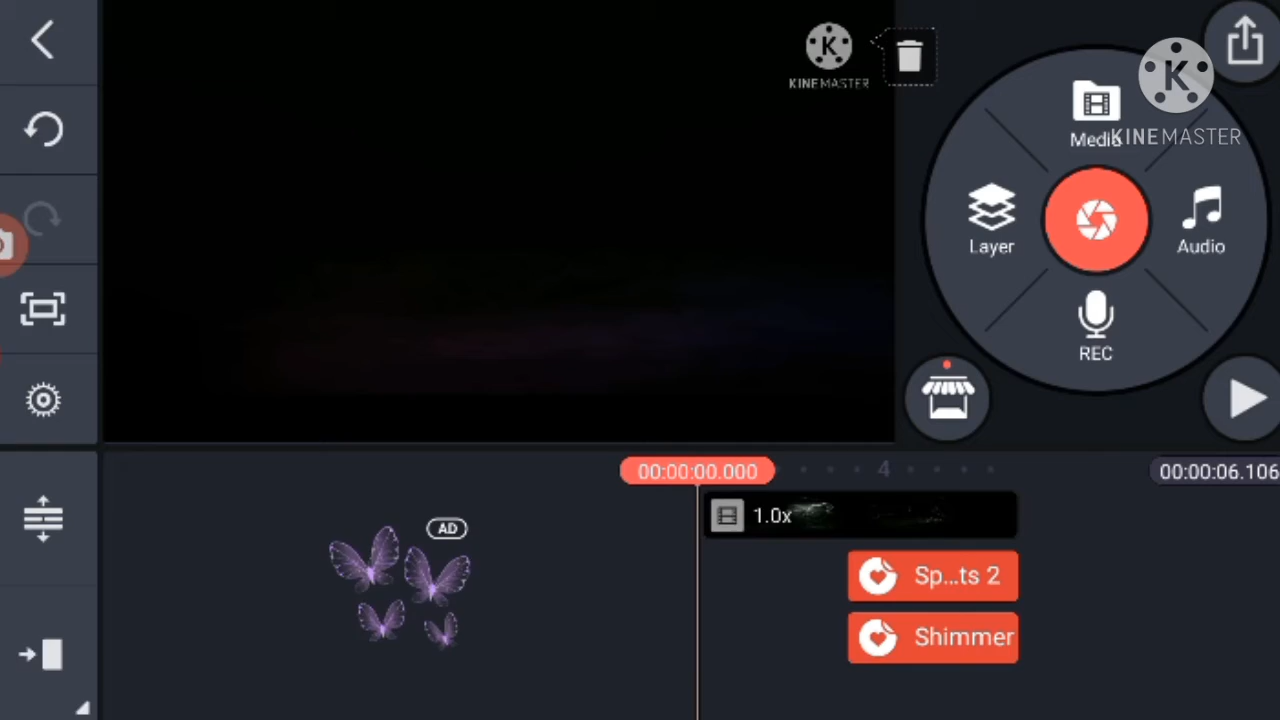 KINEMASTER
KINEMASTER
Media
Layer
Audio
REC
00:00:00.000
4
00:00:06.106
1.0x
AD
Sp...ts 2
Shimmer